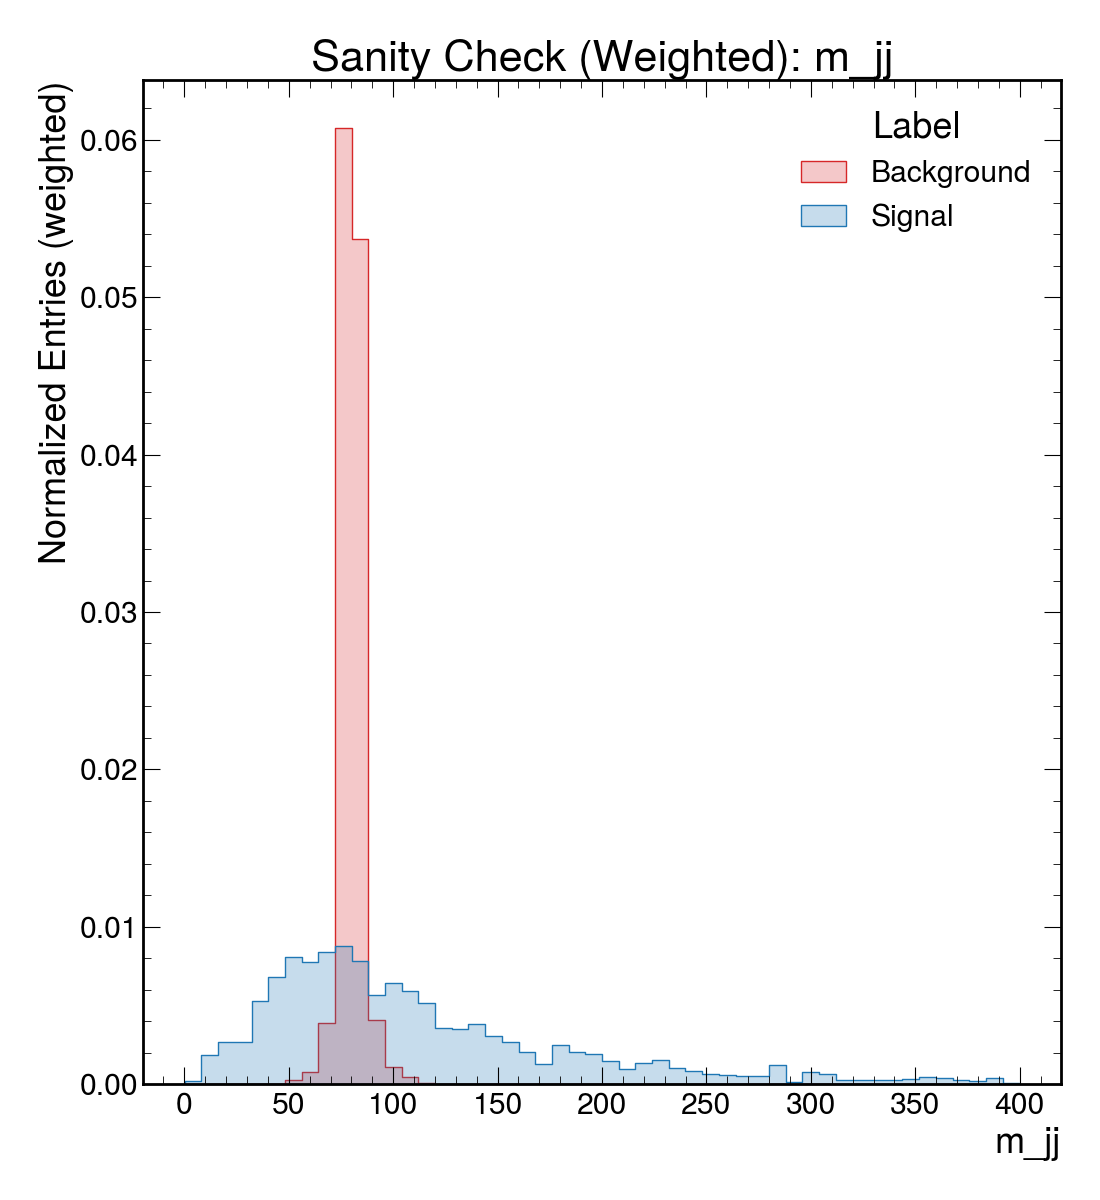 Sanity Check (Weighted): m_jj
Normalized Entries (weighted)
0.06
0.05
0.04
0.03
0.02
0.01
0.00
Label
Background
Signal
0 50 100 150 200 250 300 350 400
m_jj